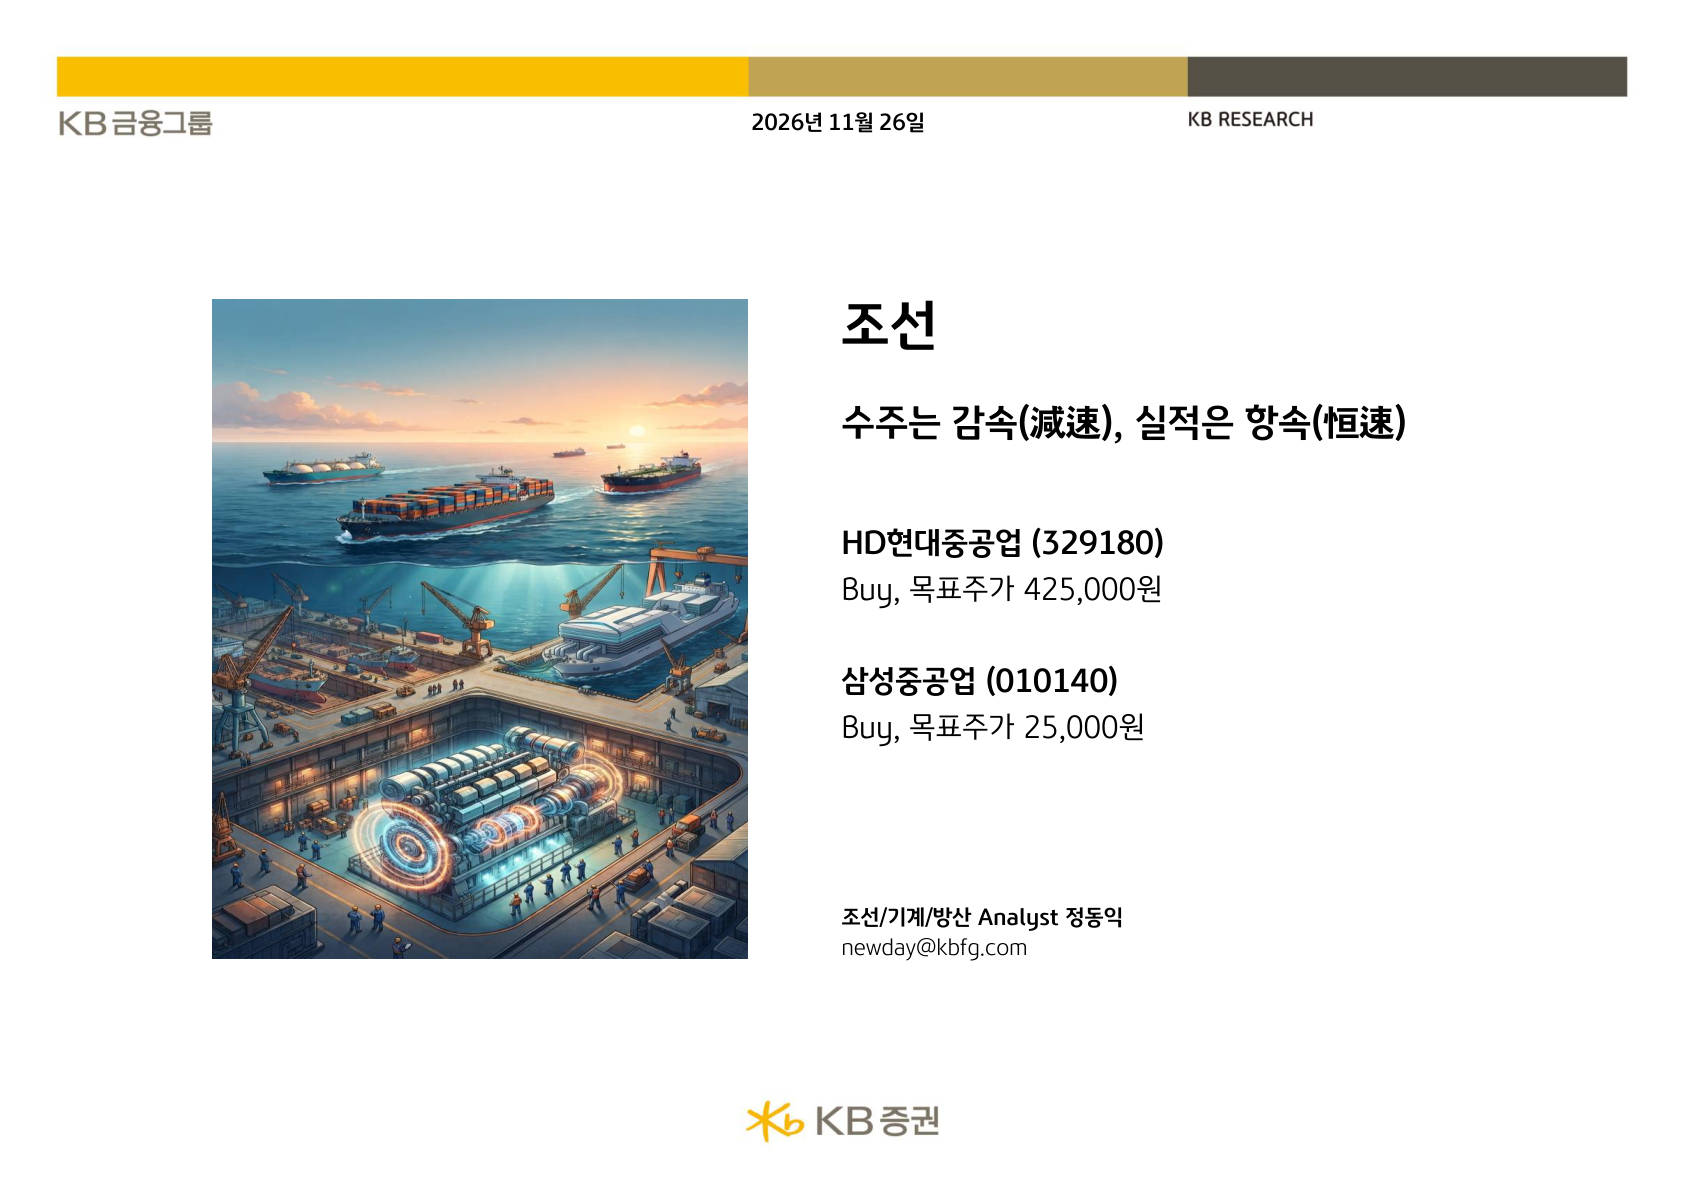 KB 금융그룹
2026년 11월 26일
KB RESEARCH
조선
수주는 감속(減速), 실적은 항속(恒速)
HD현대중공업 (329180)
Buy, 목표주가 425,000원
삼성중공업 (010140)
Buy, 목표주가 25,000원
조선/기계/방산 Analyst 정동익
newday@kbfg.com
KB 증권